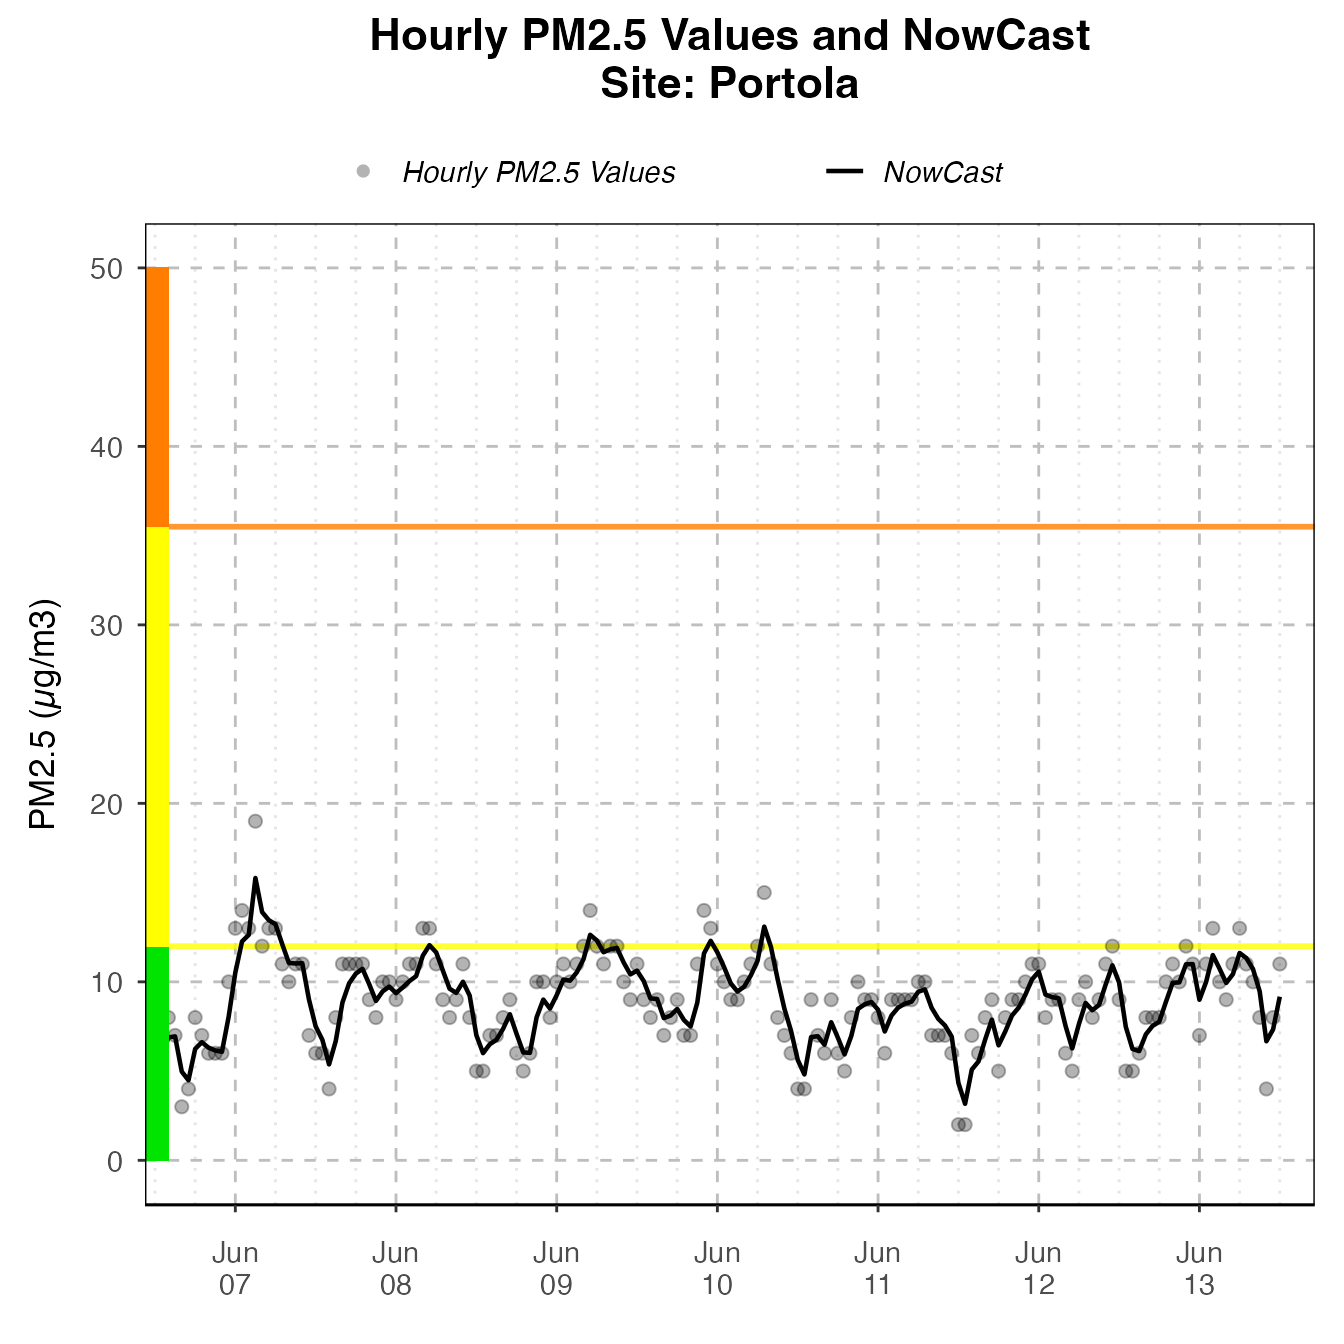 Hourly PM2.5 Values and NowCast
Site: Portola
Hourly PM2.5 Values
NowCast
50
40
30
20
10
0
PM2.5 (µg/m3)
Jun
07
Jun
08
Jun
09
Jun
10
Jun
11
Jun
12
Jun
13